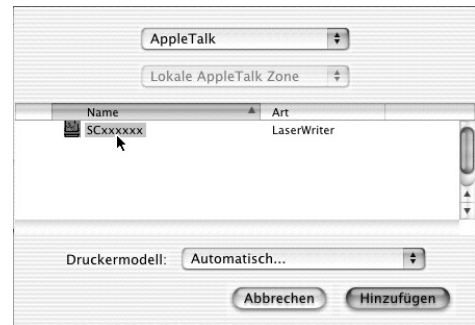 AppleTalk
Lokale AppleTalk Zone
Name Art
SCxxxxxx LaserWriter
Druckermodell: Automatisch...
Abbrechen Hinzufügen